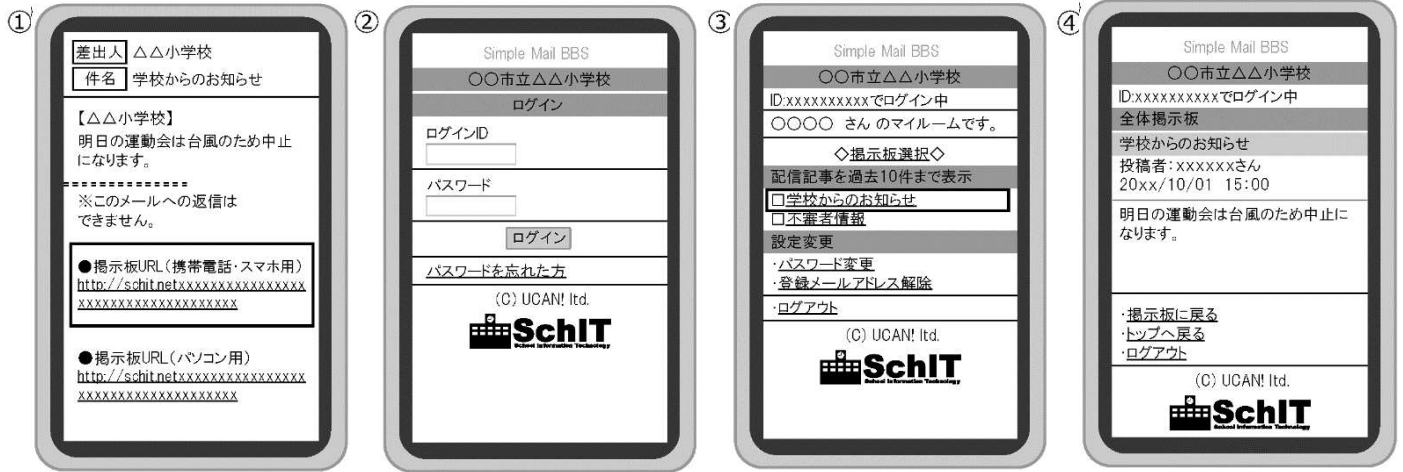 ①
差出人 △△小学校
件名 学校からのお知らせ
【△△小学校】
明日の運動会は台風のため中止
になります。
--------------
※このメールへの返信は
できません。
●掲示板URL(携帯電話・スマホ用)
http://schit.netxxxxxxxxxxxxxxxx
xxxxxxxxxxxxxxxxxxxx
●掲示板URL(パソコン用)
http://schit.netxxxxxxxxxxxxxxxx
xxxxxxxxxxxxxxxxxxxx
②
Simple Mail BBS
〇〇市立△△小学校
ログイン
ログインID
パスワード
ログイン
パスワードを忘れた方
(C) UCAN! ltd.
SchIT
School Information Technology
③
Simple Mail BBS
〇〇市立△△小学校
ID:xxxxxxxxxxでログイン中
〇〇〇〇 さん のマイルームです。
◇掲示板選択◇
配信記事を過去10件まで表示
□学校からのお知らせ
□不審者情報
設定変更
・パスワード変更
・登録メールアドレス解除
・ログアウト
(C) UCAN! ltd.
SchIT
School Information Technology
④
Simple Mail BBS
〇〇市立△△小学校
ID:xxxxxxxxxxでログイン中
全体掲示板
学校からのお知らせ
投稿者:xxxxxxさん
20xx/10/01 15:00
明日の運動会は台風のため中止に
なります。
・掲示板に戻る
・トップへ戻る
・ログアウト
(C) UCAN! ltd.
SchIT
School Information Technology